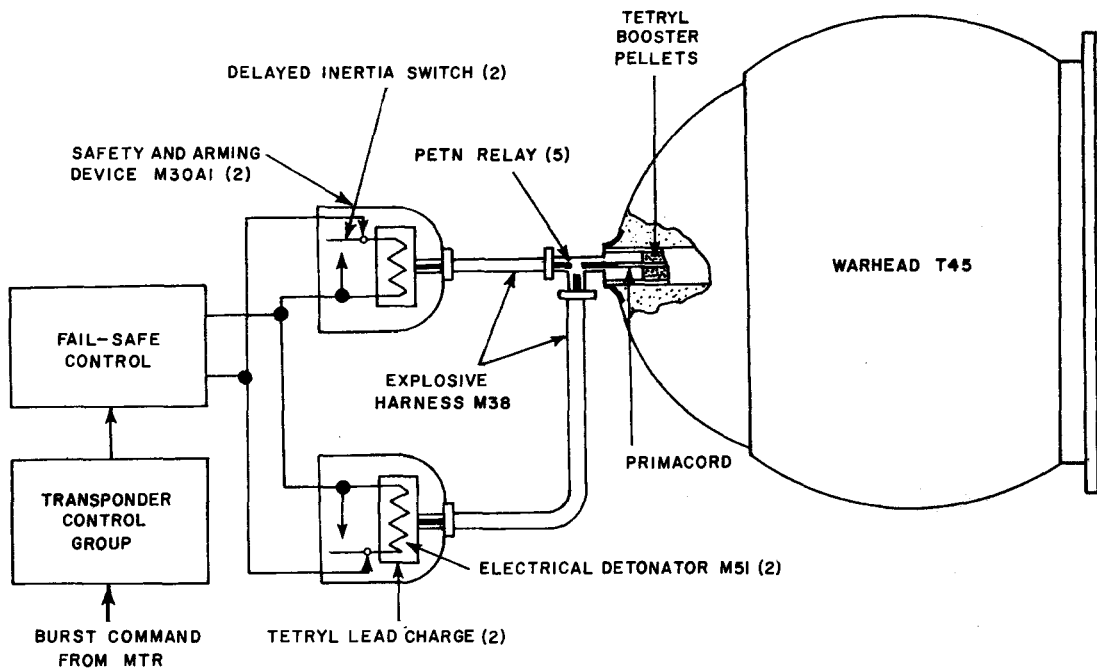 TETRYL
BOOSTER
PELLETS
DELAYED INERTIA SWITCH (2)
SAFETY AND ARMING
DEVICE M30A1 (2)
PETN RELAY (5)
WARHEAD T45
FAIL-SAFE
CONTROL
EXPLOSIVE
HARNESS M38
PRIMACORD
TRANSPONDER
CONTROL
GROUP
ELECTRICAL DETONATOR M51 (2)
BURST COMMAND
FROM MTR
TETRYL LEAD CHARGE (2)